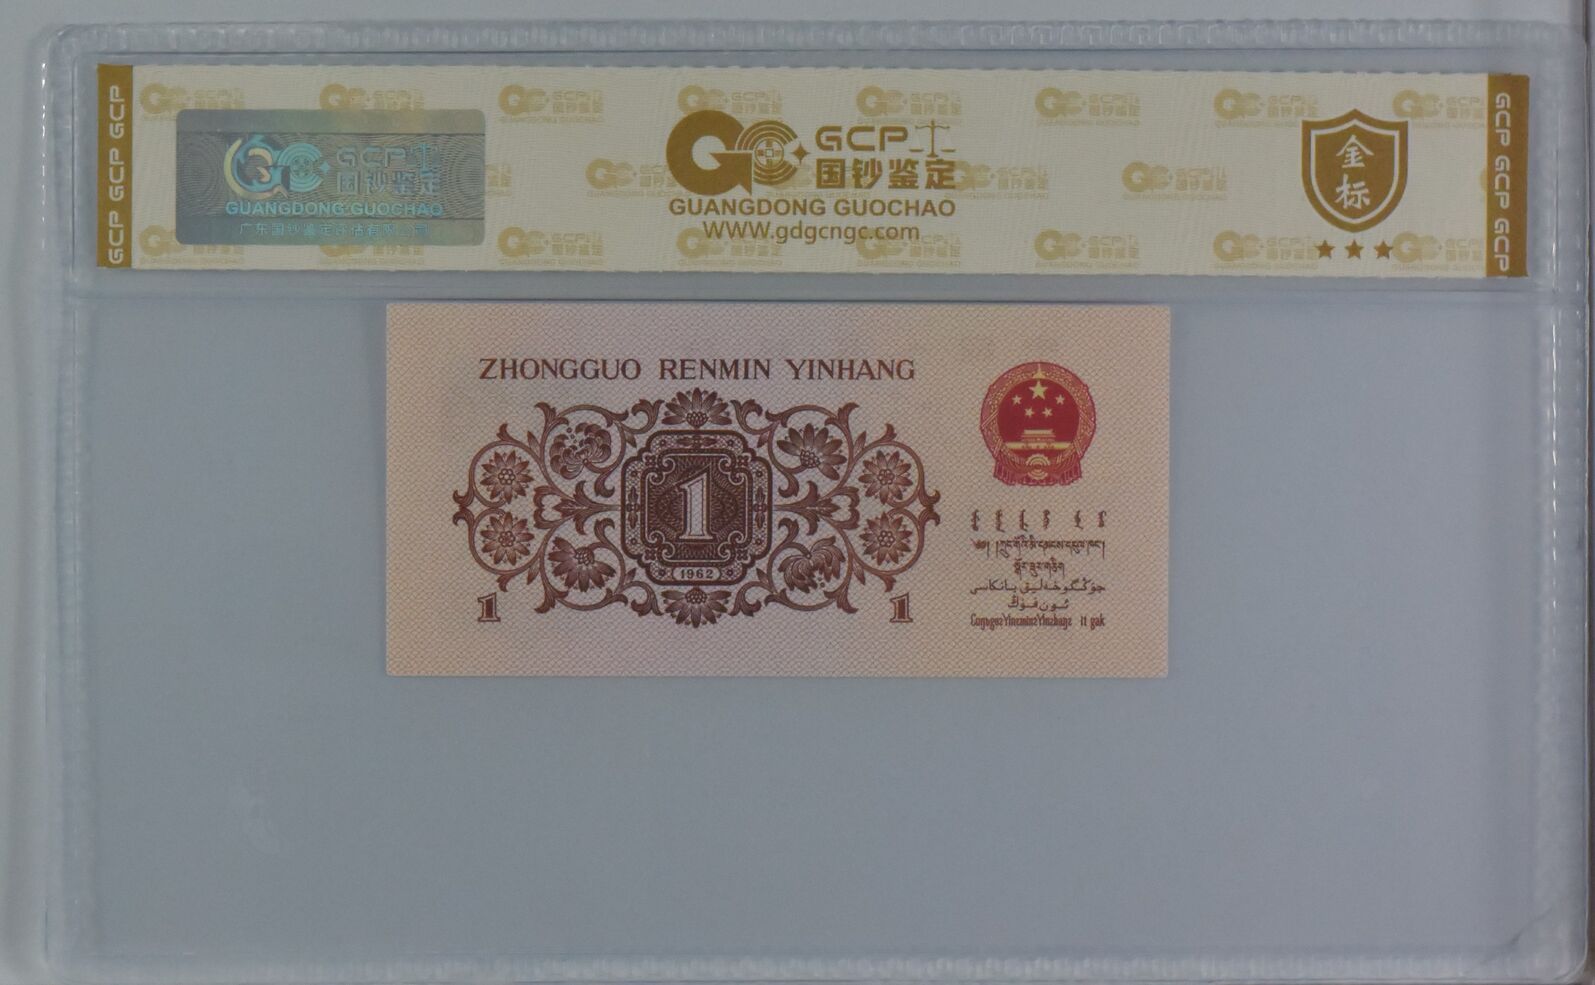 GCP GCP GCP
GCP
国钞鉴定
GUANGDONG GUOCHAO
广东国钞鉴定评估有限公司
GCP
国钞鉴定
GUANGDONG GUOCHAO
WWW.gdgcngc.com
金
标
GCP GCP GCP
ZHONGGUO RENMIN YINHANG
1
1962
1
1
جۇڭگوخەلىق بانكاسى